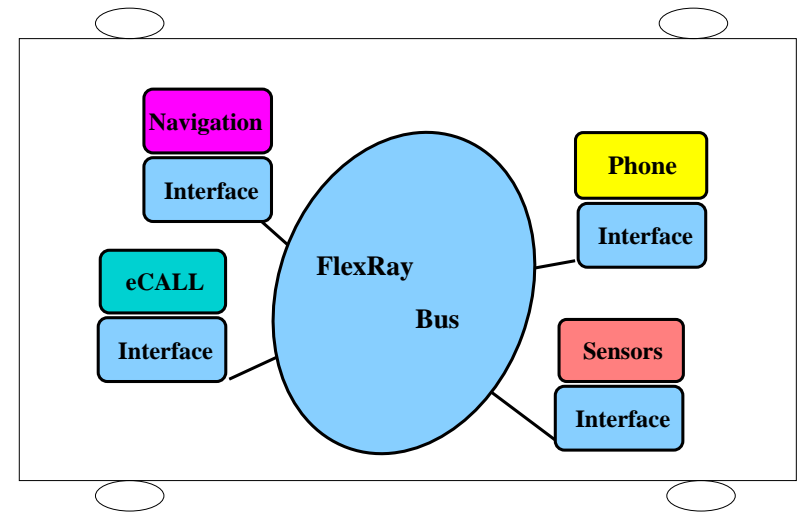 Navigation
Interface
Phone
Interface
eCALL
Interface
FlexRay
Bus
Sensors
Interface